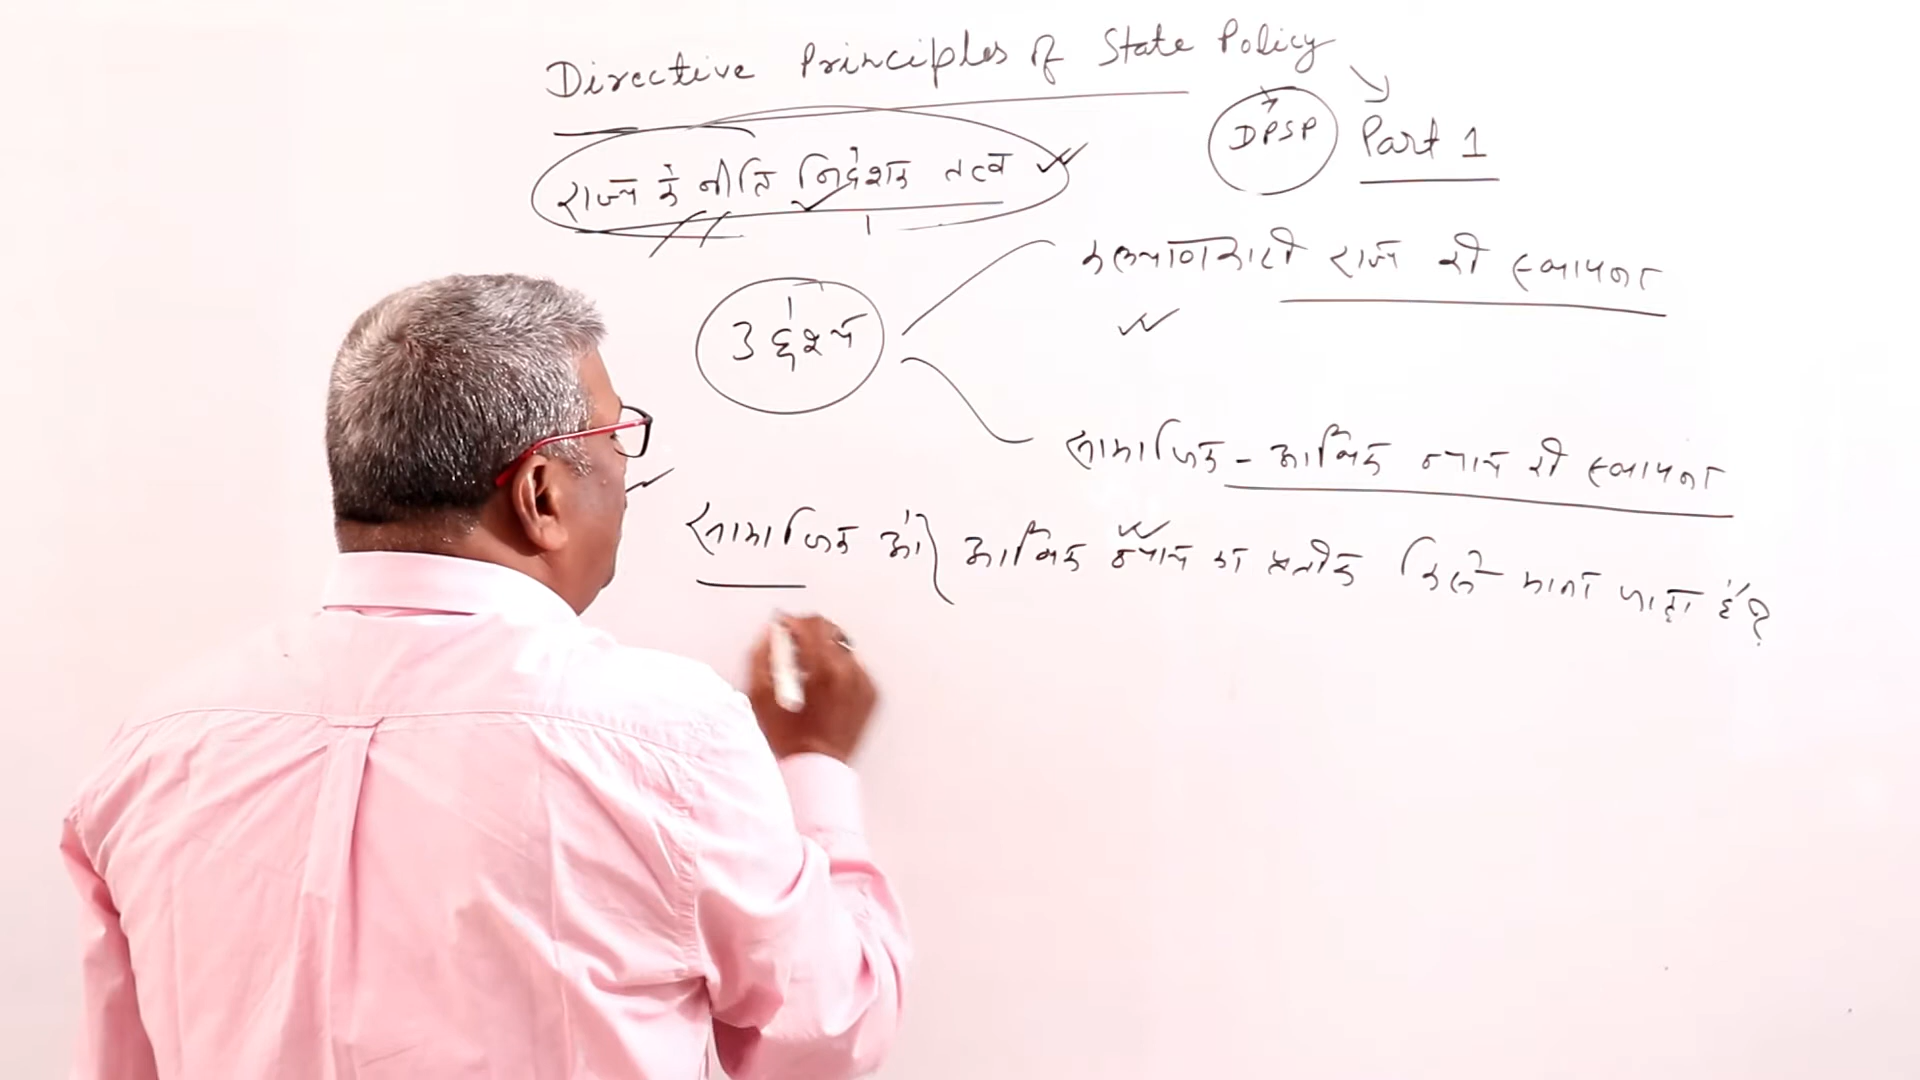 Directive Principles of State Policy
DPSP Part 1
राज्य के नीति निदेशक तत्व
उद्देश्य
कल्याणकारी राज्य की स्थापना
सामाजिक - आर्थिक न्याय की स्थापना
सामाजिक और आर्थिक न्याय का प्रतीक किसे माना जाता है?